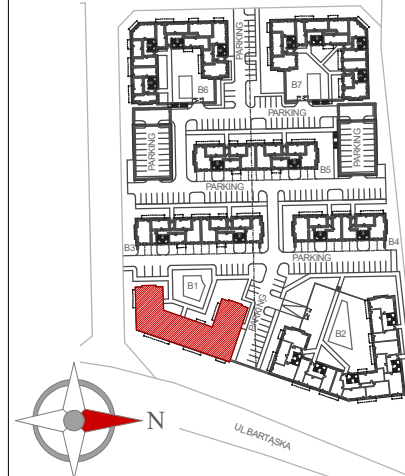 PARKING
B6
B7
PARKING
PARKING
PARKING
B5
PARKING
B3
B4
PARKING
B1
PARKING
B2
N
UL.BARTĄSKA